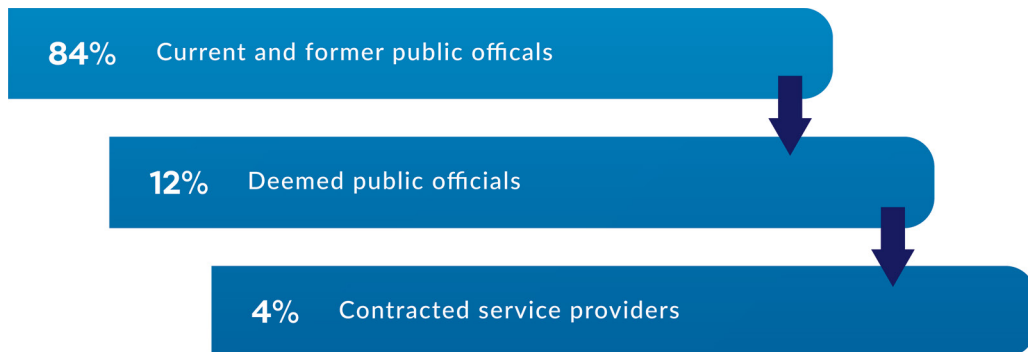 84% Current and former public officals
12% Deemed public officials
4% Contracted service providers